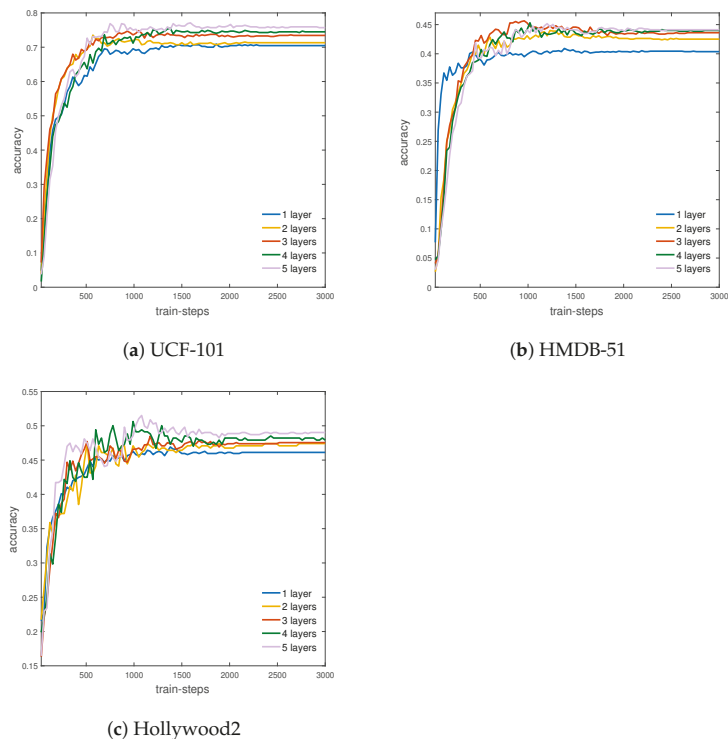 0.8
0.7
0.6
0.5
0.4
0.3
0.2
0.1
0
accuracy
500 1000 1500 2000 2500 3000
train-steps
1 layer
2 layers
3 layers
4 layers
5 layers
(a) UCF-101
0.45
0.4
0.35
0.3
0.25
0.2
0.15
0.1
0.05
0
accuracy
500 1000 1500 2000 2500 3000
train-steps
1 layer
2 layers
3 layers
4 layers
5 layers
(b) HMDB-51
0.55
0.5
0.45
0.4
0.35
0.3
0.25
0.2
0.15
accuracy
500 1000 1500 2000 2500 3000
train-steps
1 layer
2 layers
3 layers
4 layers
5 layers
(c) Hollywood2